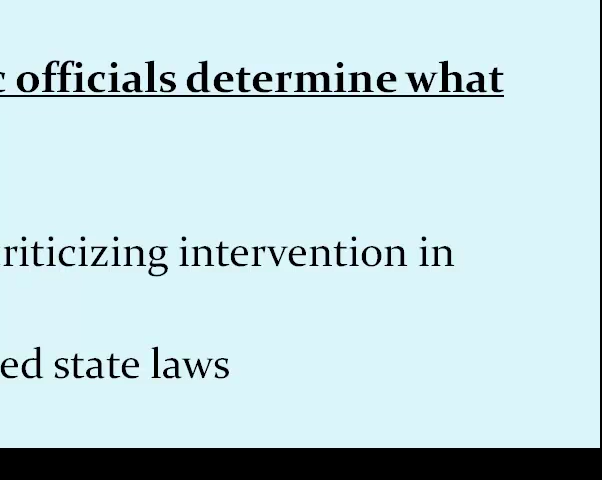 c officials determine what
riticizing intervention in
ed state laws